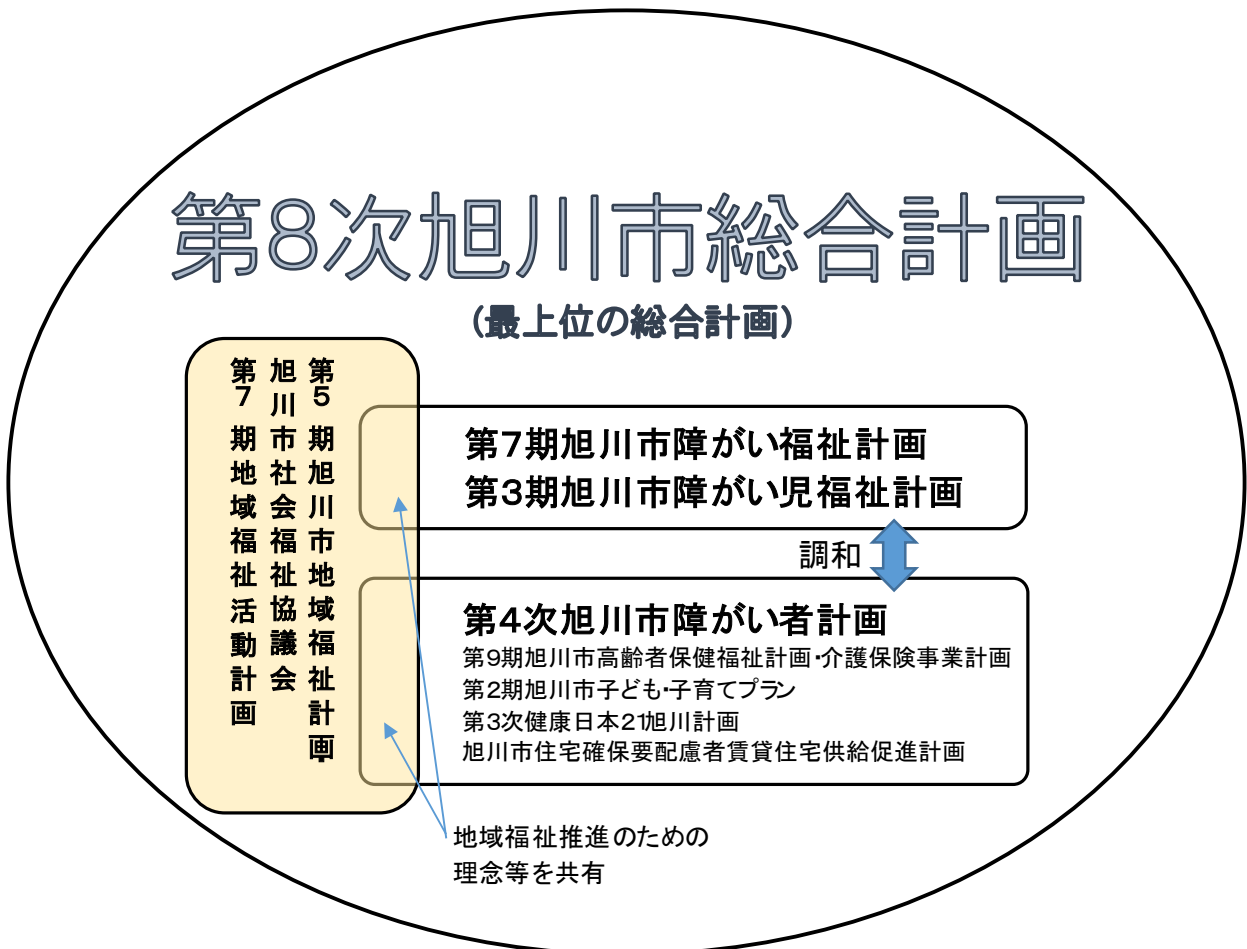 第8次旭川市総合計画
(最上位の総合計画)
第5期旭川市地域福祉計画・
旭川市社会福祉協議会
第7期地域福祉活動計画
第7期旭川市障がい福祉計画
第3期旭川市障がい児福祉計画
調和
第4次旭川市障がい者計画
第9期旭川市高齢者保健福祉計画・介護保険事業計画
第2期旭川市子ども・子育てプラン
第3次健康日本21旭川計画
旭川市住宅確保要配慮者賃貸住宅供給促進計画
地域福祉推進のための
理念等を共有